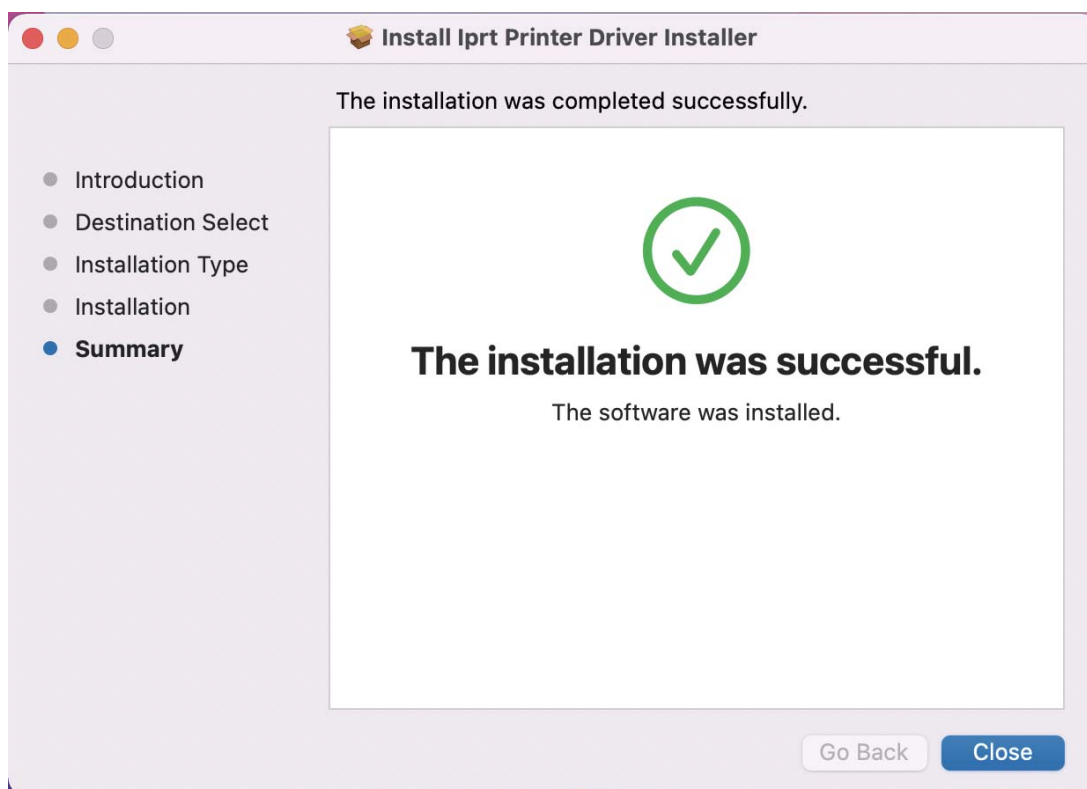 Install Iprt Printer Driver Installer
The installation was completed successfully.
Introduction
Destination Select
Installation Type
Installation
Summary
The installation was successful.
The software was installed.
Go Back
Close